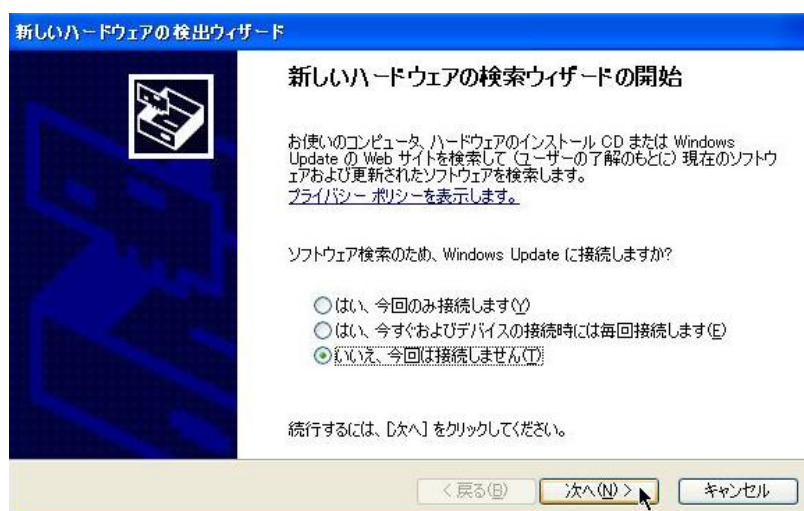 新しいハードウェアの検出ウィザード
新しいハードウェアの検索ウィザードの開始
お使いのコンピュータ、ハードウェアのインストール CD または Windows
Update の Web サイトを検索して (ユーザーの了解のもとに) 現在のソフトウ
ェアおよび更新されたソフトウェアを検索します。
プライバシー ポリシーを表示します。
ソフトウェア検索のため、Windows Update に接続しますか?
はい、今回のみ接続します(Y)
はい、今すぐおよびデバイスの接続時には毎回接続します(E)
いいえ、今回は接続しません(T)
続行するには、[次へ] をクリックしてください。
< 戻る(B)
次へ(N) >
キャンセル